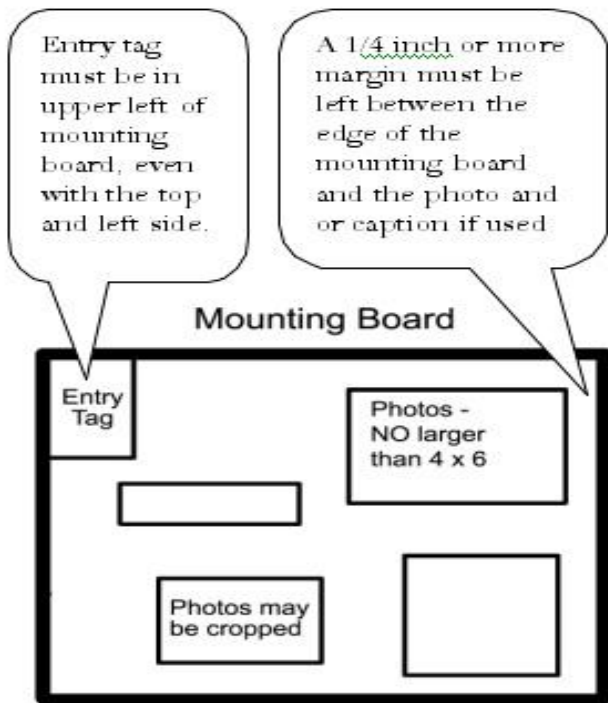 Entry tag
must be in
upper left of
mounting
board, even
with the top
and left side.
A 1/4 inch or more
margin must be
left between the
edge of the
mounting board
and the photo and
or caption if used
Mounting Board
Entry
Tag
Photos -
NO larger
than 4 x 6
Photos may
be cropped